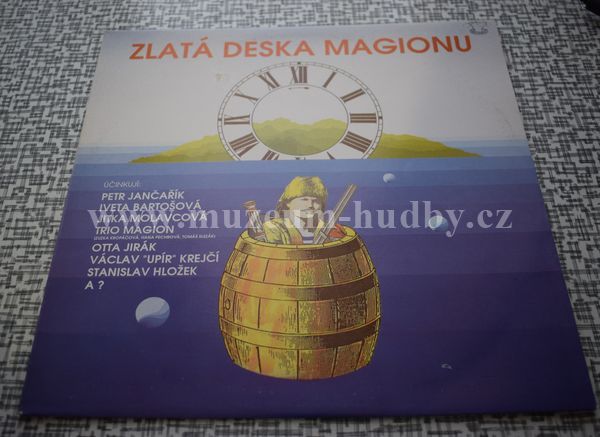 ZLATÁ DESKA MAGIONU
XII
ÚČINKUJÍ:
PETR JANČAŘÍK
IVETA BARTOŠOVÁ
JITKA MOLAVCOVÁ
www.muzeum-hudby.cz
TRIO MAGION
OTTA JIRÁK
VÁCLAV "UPÍR" KREJČÍ
STANISLAV HLOŽEK
A ?